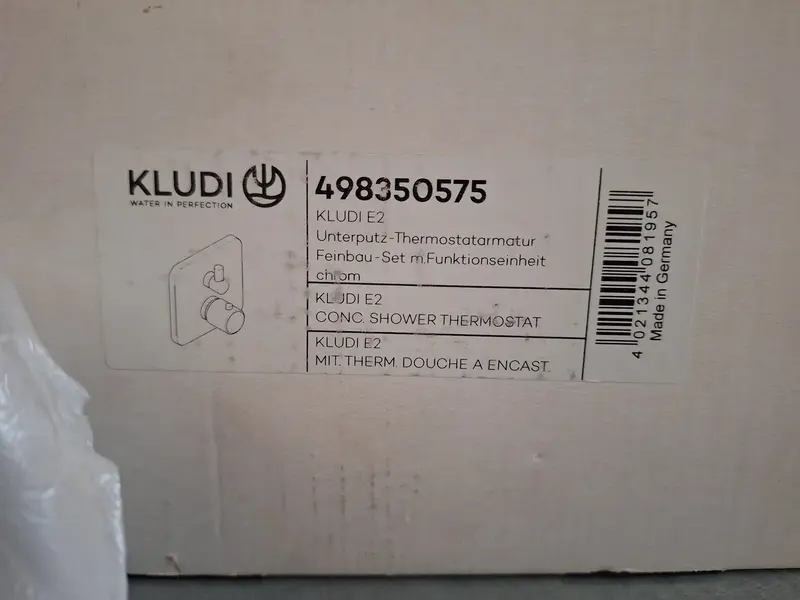 KLUDI
WATER IN PERFECTION
498350575
KLUDI E2
Unterputz-Thermostatarmatur
Feinbau-Set m.Funktionseinheit
chrom
KLUDI E2
CONC. SHOWER THERMOSTAT
KLUDI E2
MIT. THERM. DOUCHE A ENCAST.
4 021344 081957
Made in Germany